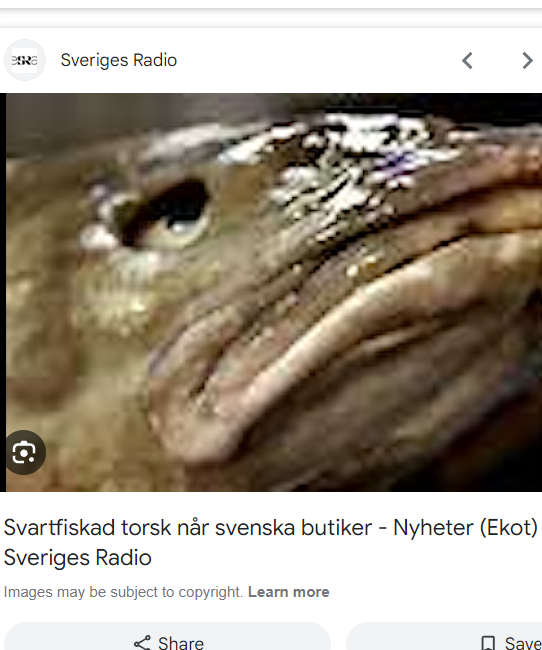 Sveriges Radio
Svartfiskad torsk når svenska butiker - Nyheter (Ekot)
Sveriges Radio
Images may be subject to copyright. Learn more
Share
Save